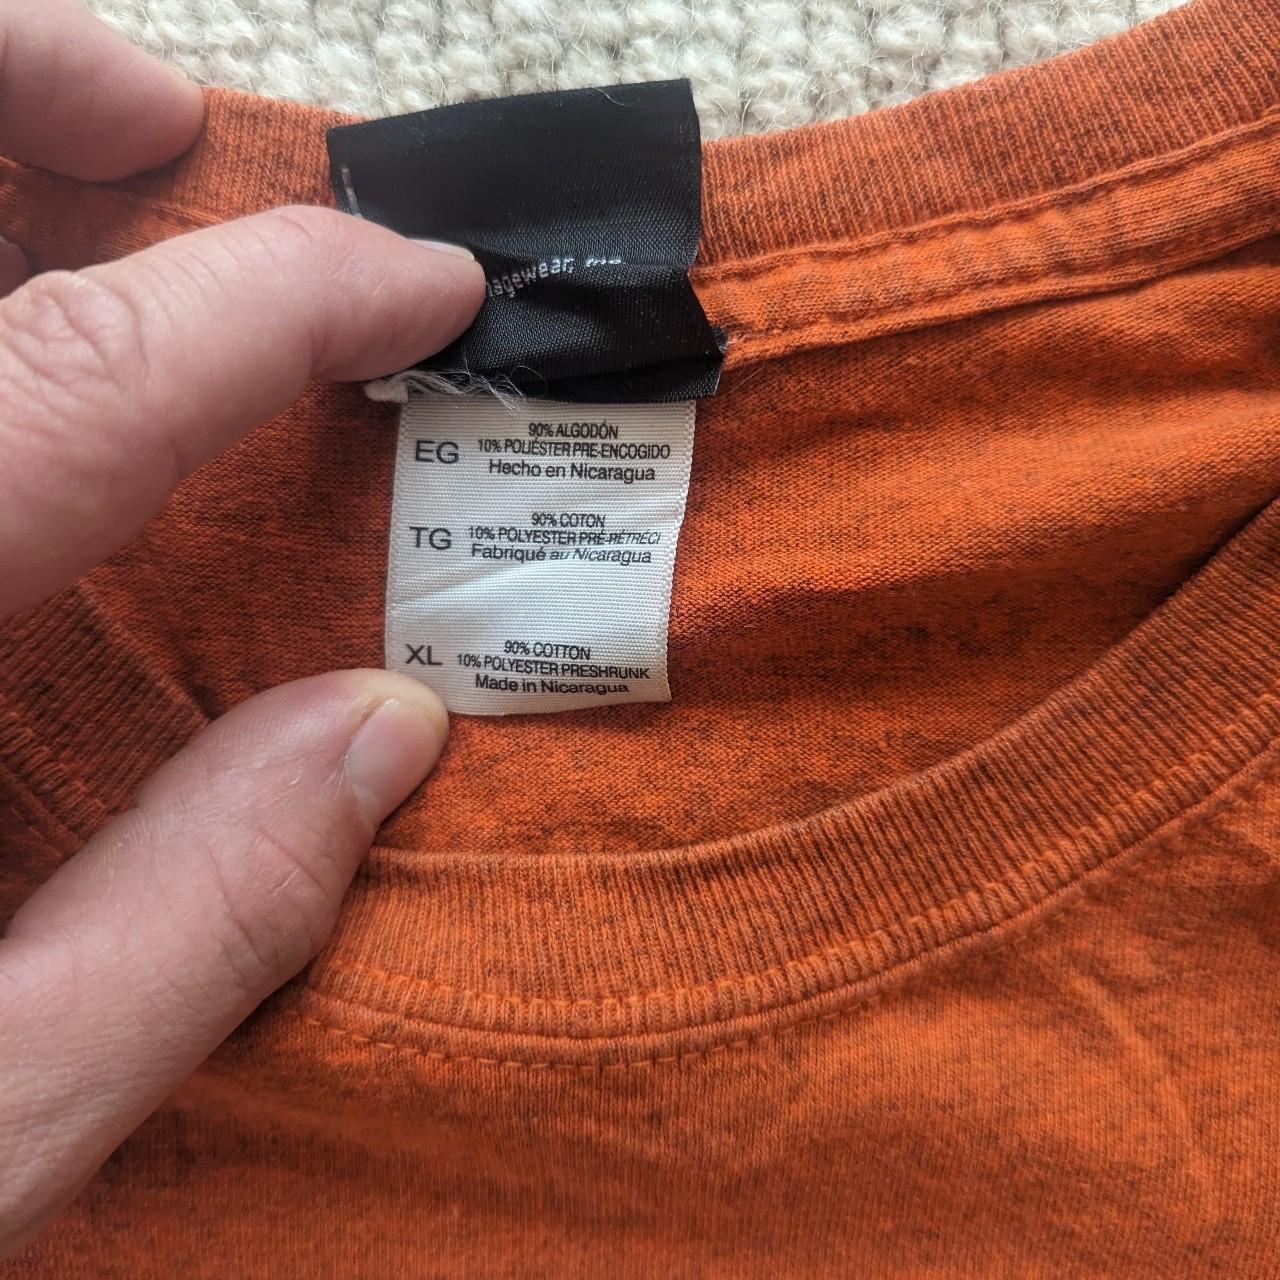 EG 90% ALGODÓN
10% POLIÉSTER PRE-ENCOGIDO
Hecho en Nicaragua
TG 90% COTON
10% POLYESTER PRÉ-RÉTRÉCI
Fabriqué au Nicaragua
XL 90% COTTON
10% POLYESTER PRESHRUNK
Made in Nicaragua